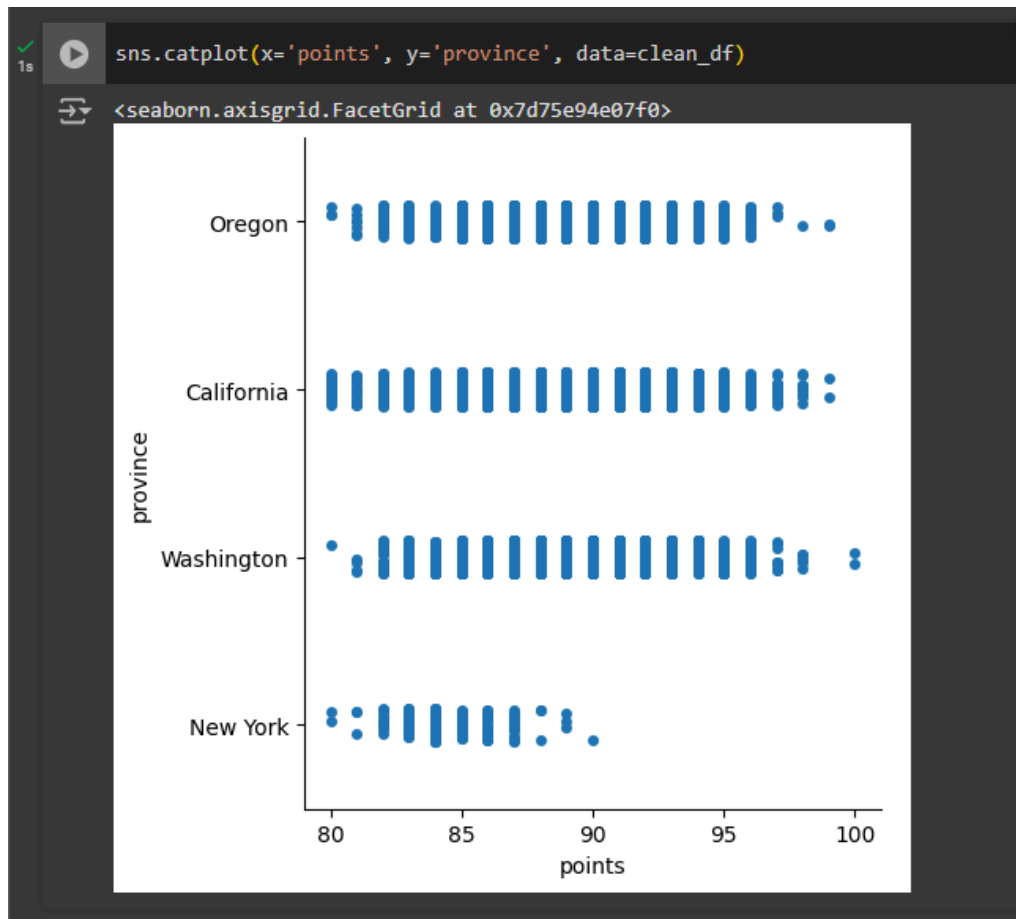 1s
sns.catplot(x='points', y='province', data=clean_df)
<seaborn.axisgrid.FacetGrid at 0x7d75e94e07f0>
Oregon
California
Washington
New York
province
80 85 90 95 100
points